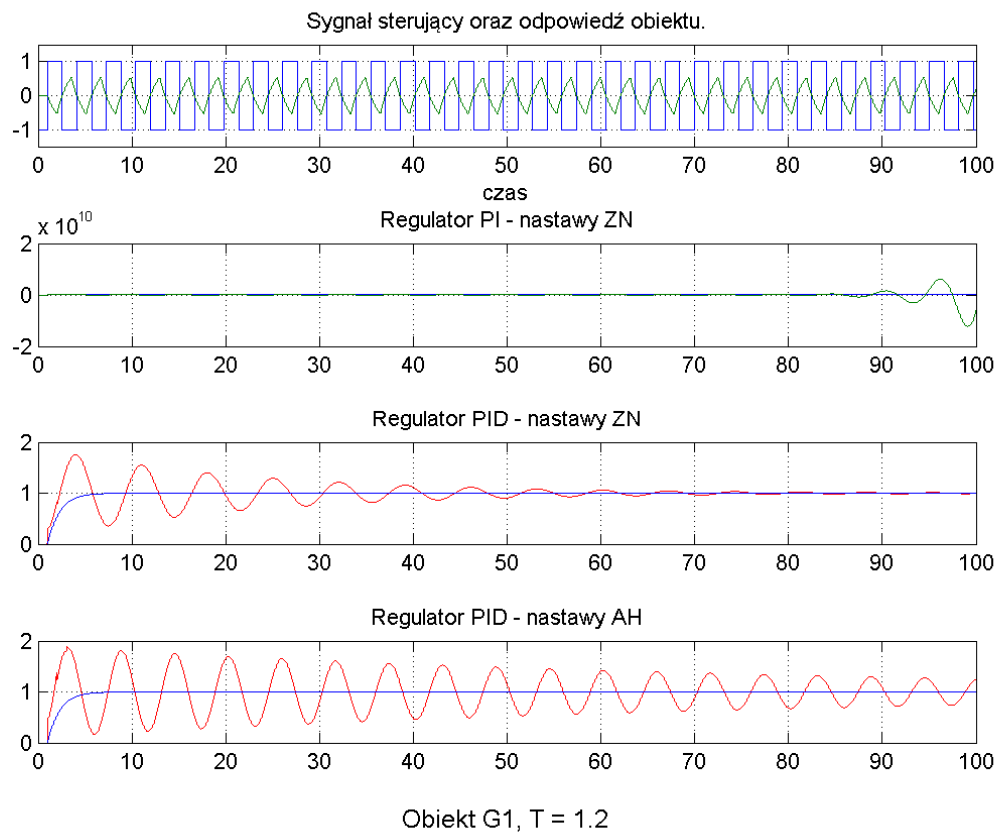 Sygnał sterujący oraz odpowiedź obiektu.
1
0
-1
0 10 20 30 40 50 60 70 80 90 100
czas
x 10^10
Regulator PI - nastawy ZN
2
0
-2
0 10 20 30 40 50 60 70 80 90 100
Regulator PID - nastawy ZN
2
1
0
0 10 20 30 40 50 60 70 80 90 100
Regulator PID - nastawy AH
2
1
0
0 10 20 30 40 50 60 70 80 90 100
Obiekt G1, T = 1.2